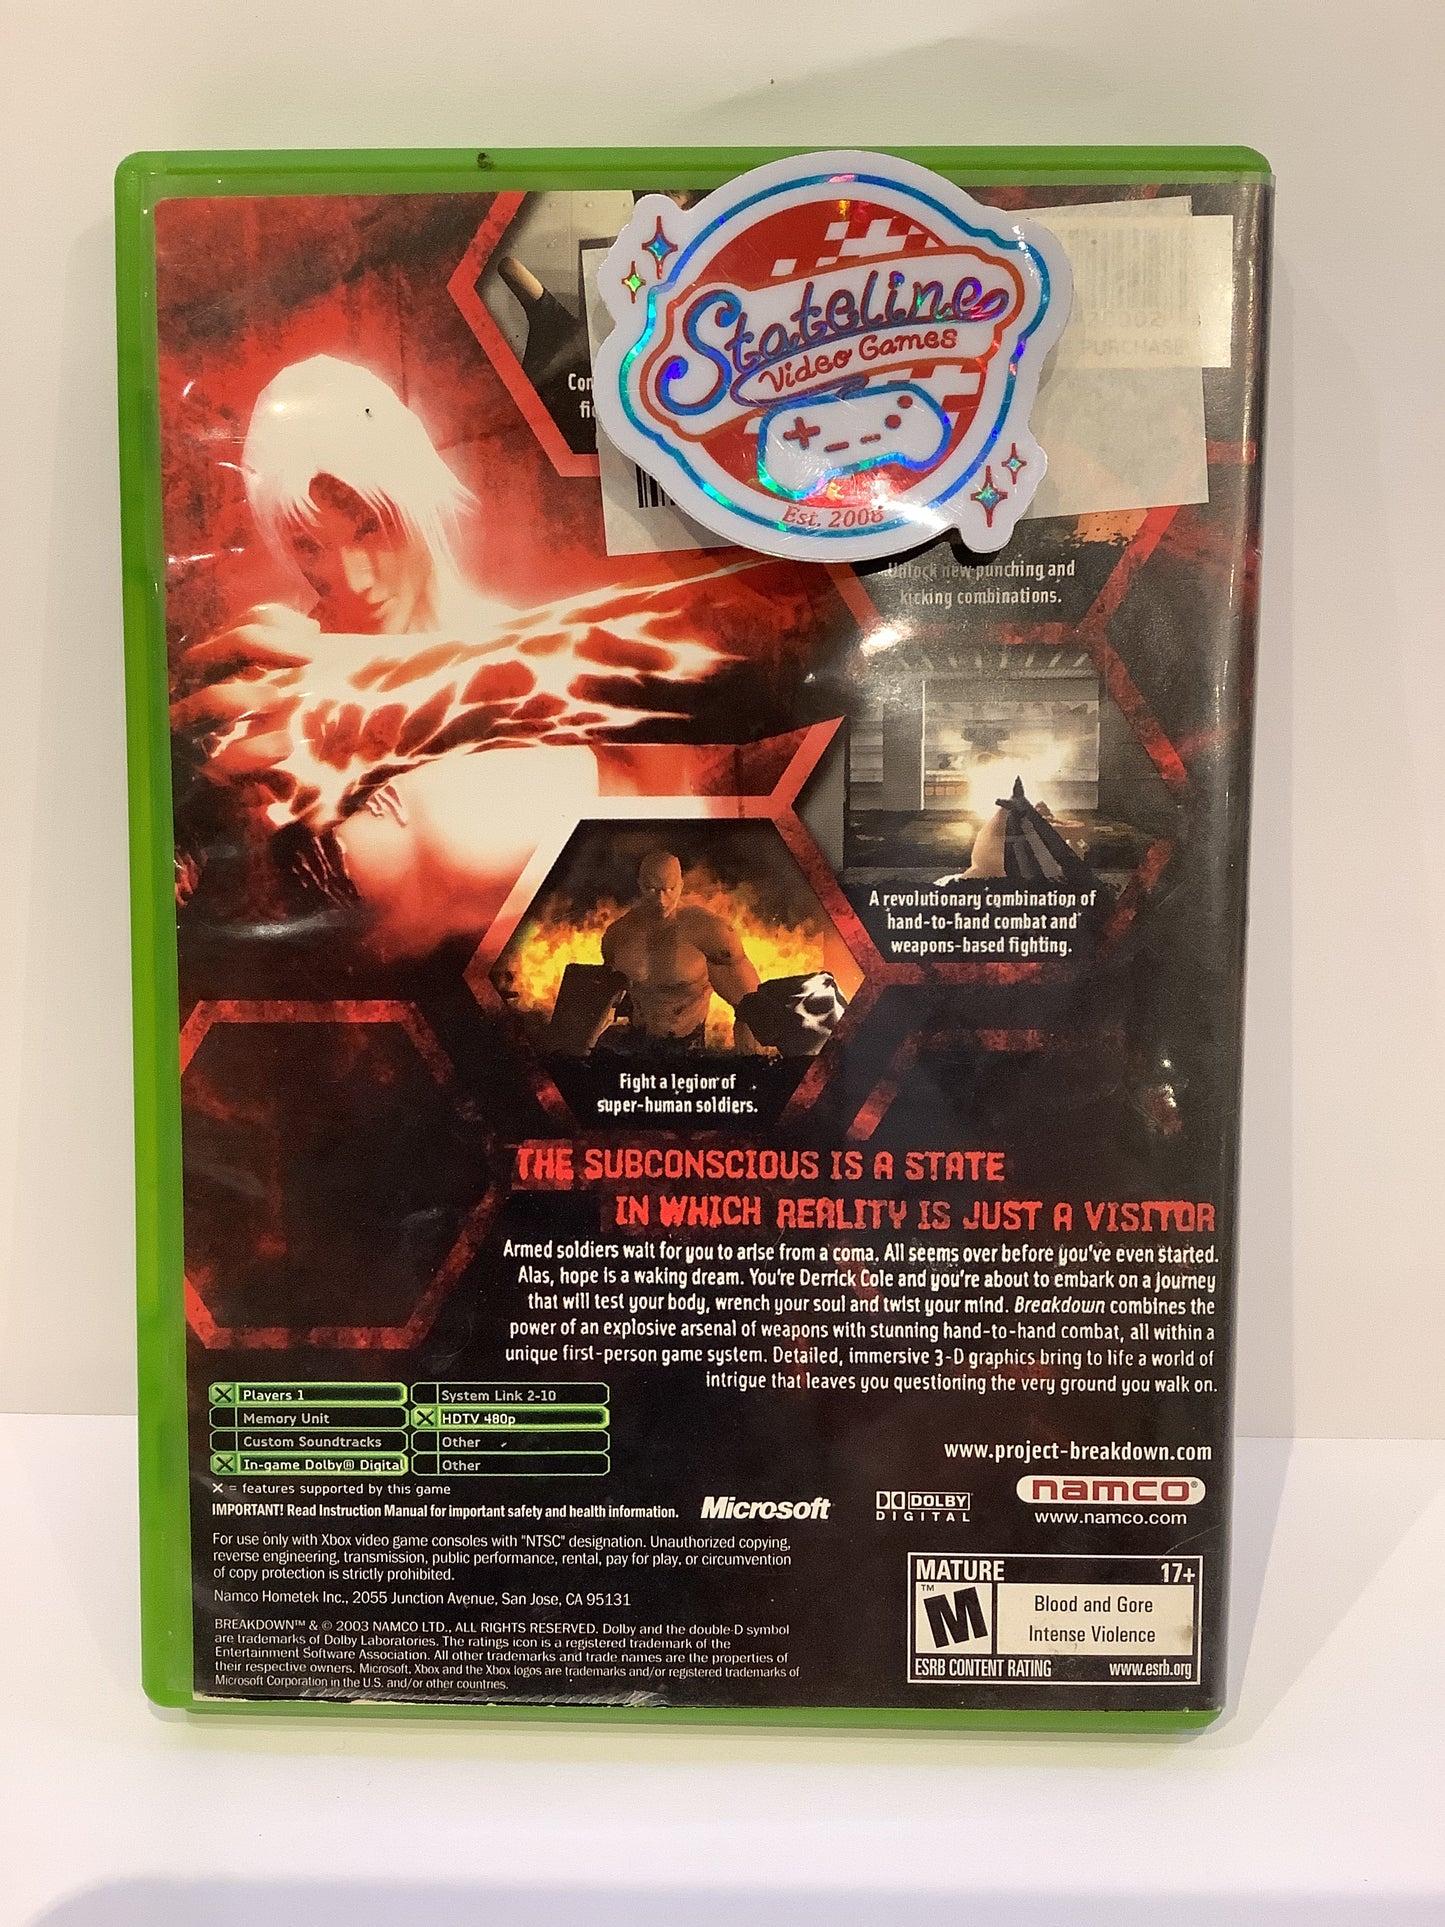 Stateline
Video Games
Est. 2008
PURCHASE
Unlock new punching and
kicking combinations.
A revolutionary combination of
hand-to-hand combat and
weapons-based fighting.
Fight a legion of
super-human soldiers.
THE SUBCONSCIOUS IS A STATE
IN WHICH REALITY IS JUST A VISITOR
Armed soldiers wait for you to arise from a coma. All seems over before you've even started.
Alas, hope is a waking dream. You're Derrick Cole and you're about to embark on a journey
that will test your body, wrench your soul and twist your mind. Breakdown combines the
power of an explosive arsenal of weapons with stunning hand-to-hand combat, all within a
unique first-person game system. Detailed, immersive 3-D graphics bring to life a world of
intrigue that leaves you questioning the very ground you walk on.
X Players 1
System Link 2-10
Memory Unit
X HDTV 480p
Custom Soundtracks
Other
X In-game Dolby® Digital
Other
X = features supported by this game
IMPORTANT! Read Instruction Manual for important safety and health information.
www.project-breakdown.com
Microsoft
DOLBY
DIGITAL
namco®
www.namco.com
For use only with Xbox video game consoles with "NTSC" designation. Unauthorized copying,
reverse engineering, transmission, public performance, rental, pay for play, or circumvention
of copy protection is strictly prohibited.
Namco Hometek Inc., 2055 Junction Avenue, San Jose, CA 95131
BREAKDOWN™ & © 2003 NAMCO LTD., ALL RIGHTS RESERVED. Dolby and the double-D symbol
are trademarks of Dolby Laboratories. The ratings icon is a registered trademark of the
Entertainment Software Association. All other trademarks and trade names are the properties of
their respective owners. Microsoft, Xbox and the Xbox logos are trademarks and/or registered trademarks of
Microsoft Corporation in the U.S. and/or other countries.
MATURE 17+
M™
Blood and Gore
Intense Violence
ESRB CONTENT RATING www.esrb.org